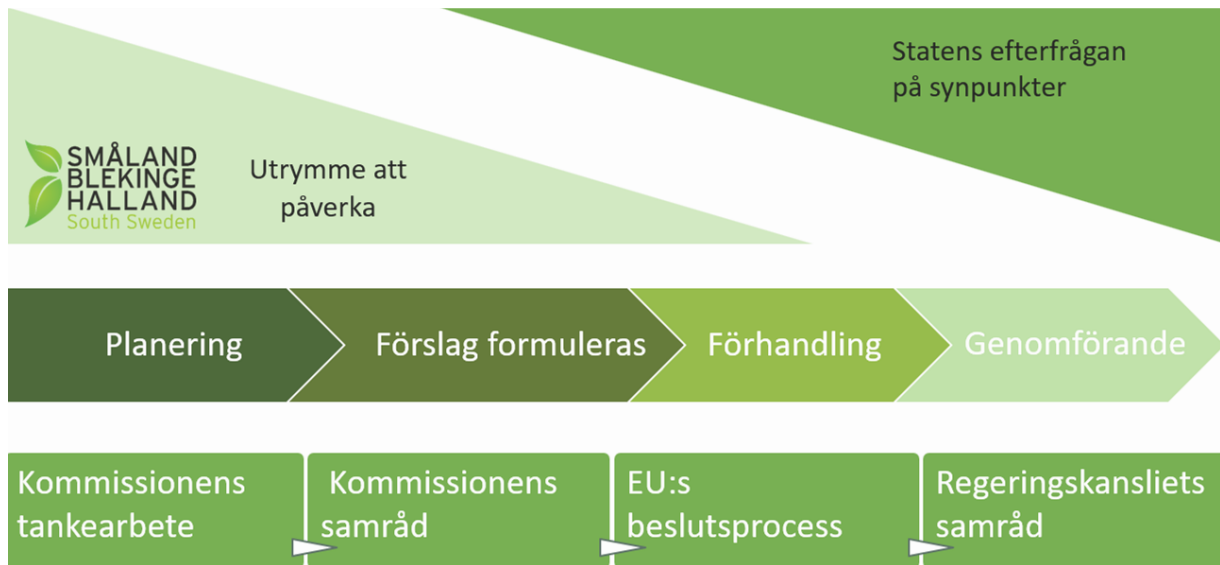 Statens efterfrågan
på synpunkter
SMÅLAND
BLEKINGE
HALLAND
South Sweden
Utrymme att
påverka
Planering
Förslag formuleras
Förhandling
Genomförande
Kommissionens
tankearbete
Kommissionens
samråd
EU:s
beslutsprocess
Regeringskansliets
samråd